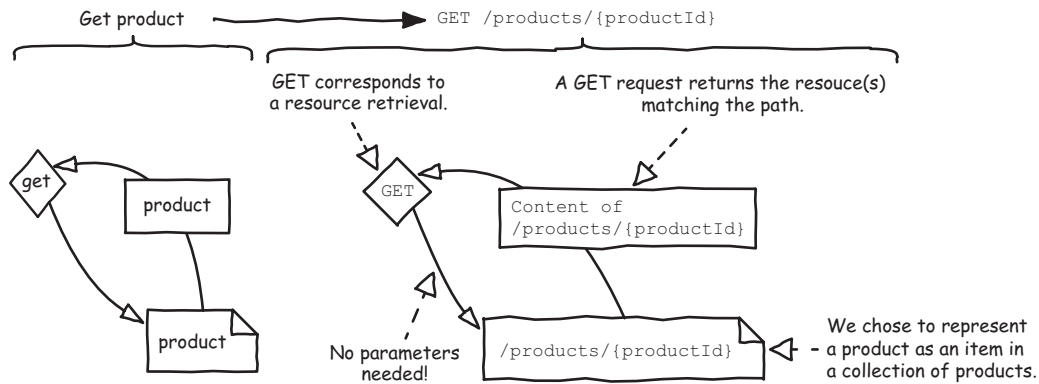 Get product
GET /products/{productId}
GET corresponds to
a resource retrieval.
A GET request returns the resouce(s)
matching the path.
get
product
product
GET
Content of
/products/{productId}
No parameters
needed!
/products/{productId}
We chose to represent
a product as an item in
a collection of products.